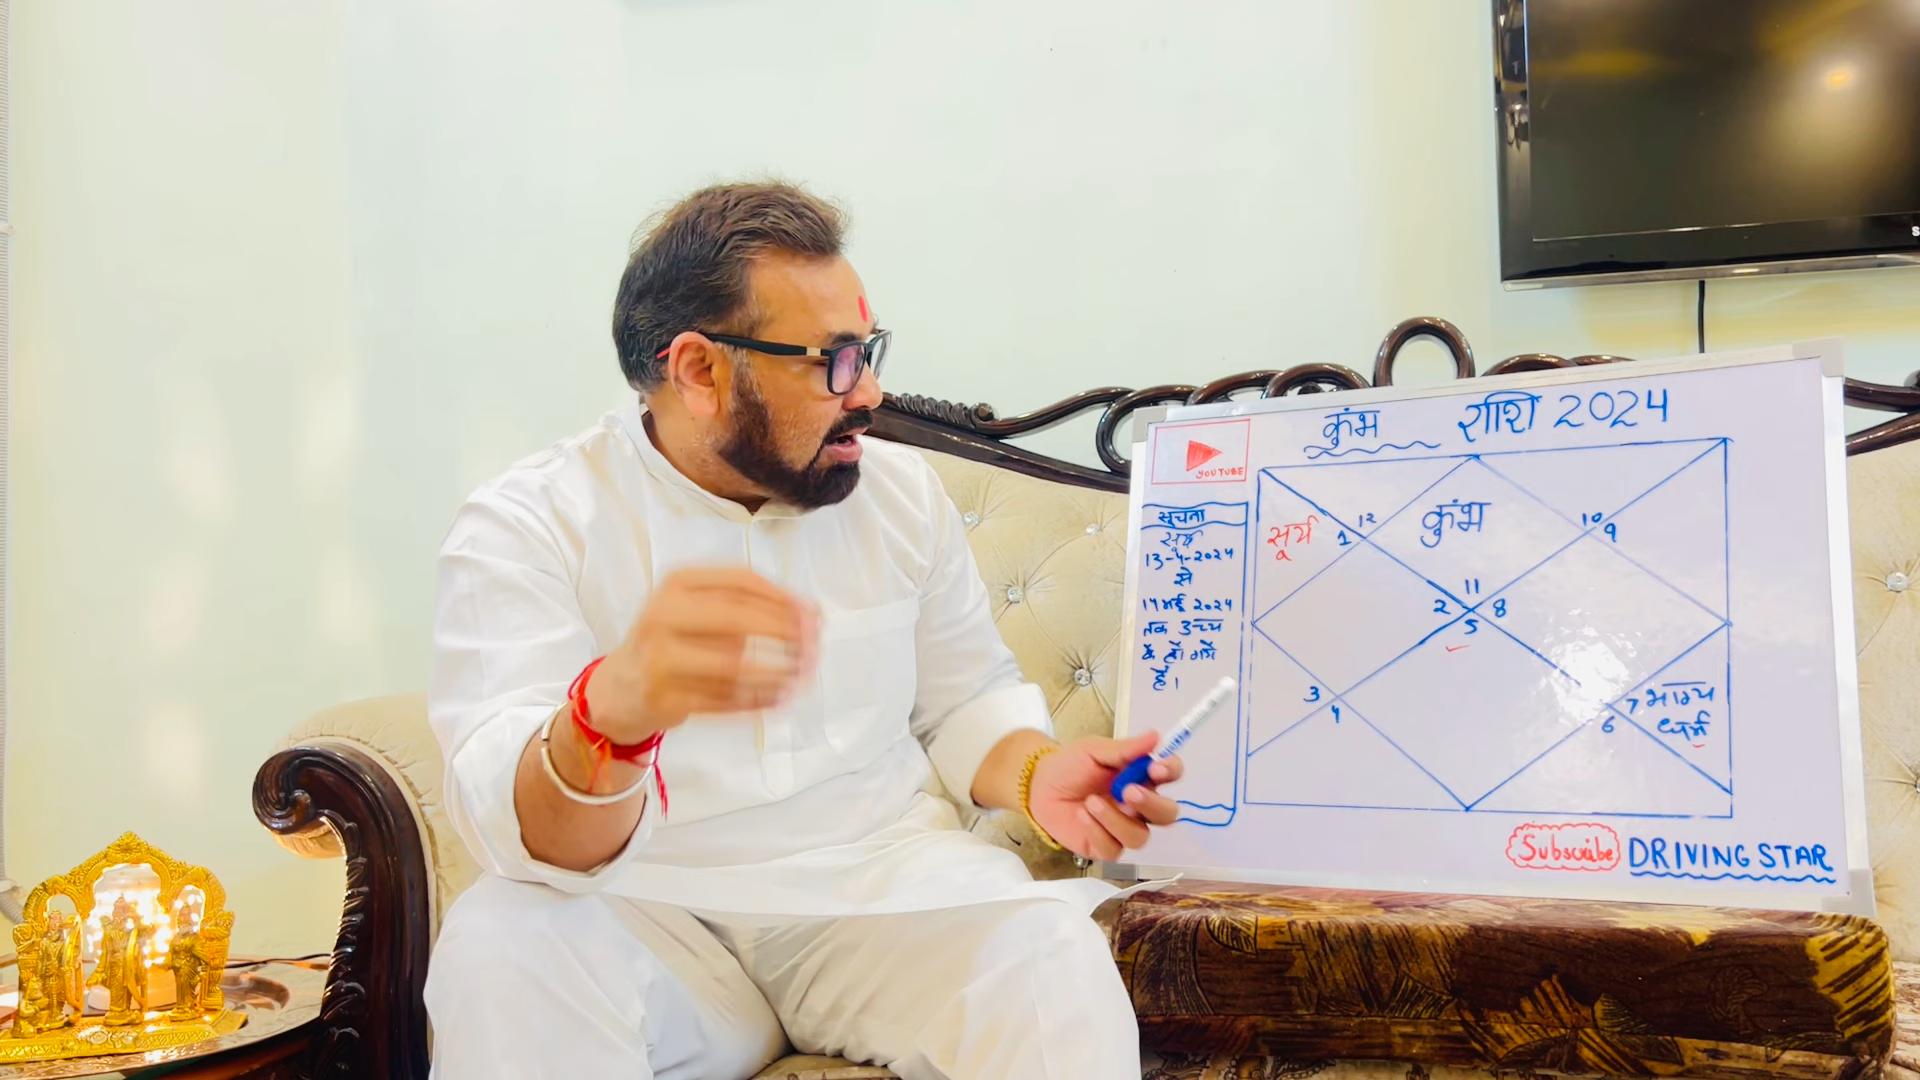 कुंभ राशि 2024
YOUTUBE
सूचना
सूर्य
13-4-2024
से
14 मई 2024
तक उच्च
के हो गये
हैं।
सूर्य
1
12
कुंभ
10
9
11
2
8
5
3
4
7
भाग्य
धर्म
6
Subscribe DRIVING STAR